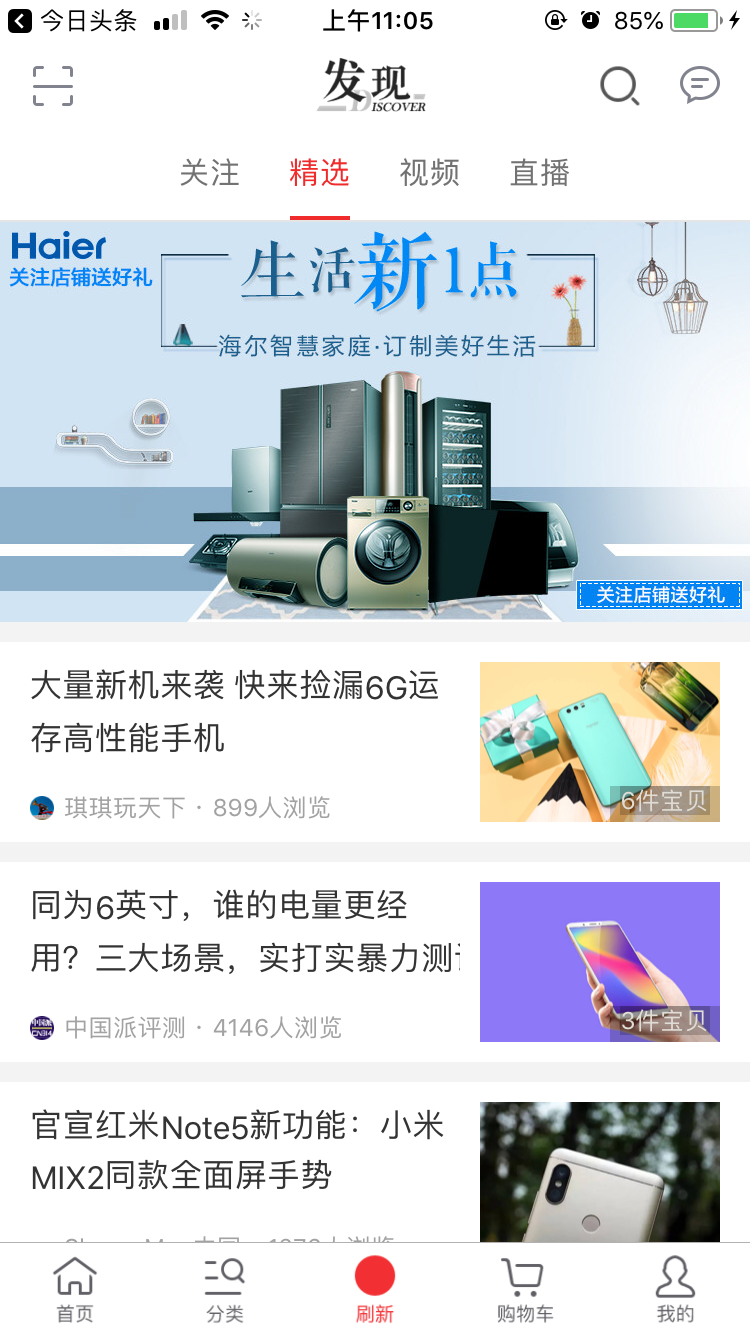 今日头条
上午11:05
85%
发现
DISCOVER
关注
精选
视频
直播
Haier
关注店铺送好礼
生活新1点
海尔智慧家庭·订制美好生活
关注店铺送好礼
大量新机来袭 快来捡漏6G运
存高性能手机
琪琪玩天下 · 899人浏览
6件宝贝
同为6英寸，谁的电量更经
用？三大场景，实打实暴力测
中国派评测 · 4146人浏览
3件宝贝
官宣红米Note5新功能：小米
MIX2同款全面屏手势
首页
分类
刷新
购物车
我的